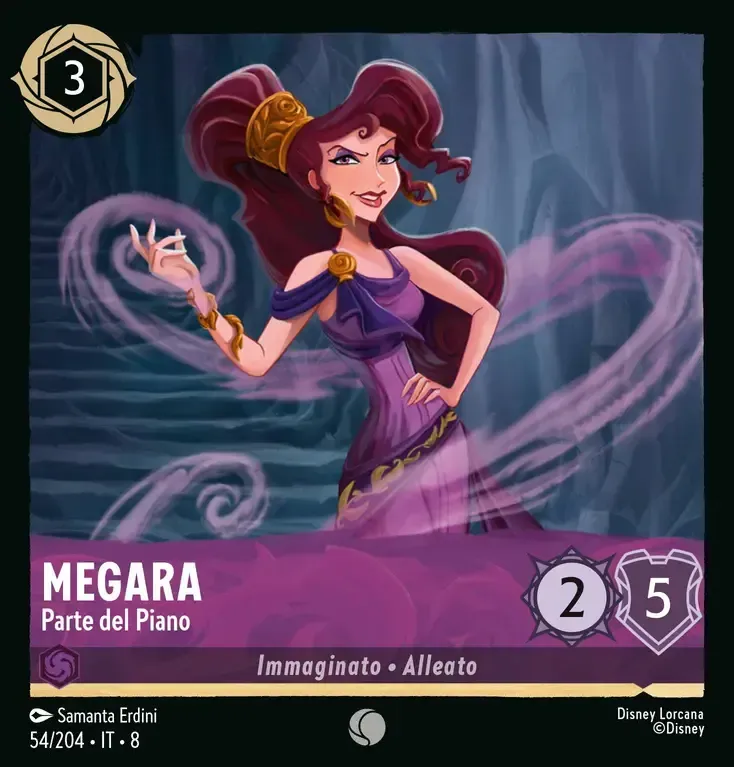 3
MEGARA
Parte del Piano
2
5
Immaginato • Alleato
Samanta Erdini
54/204 • IT • 8
Disney Lorcana
©Disney